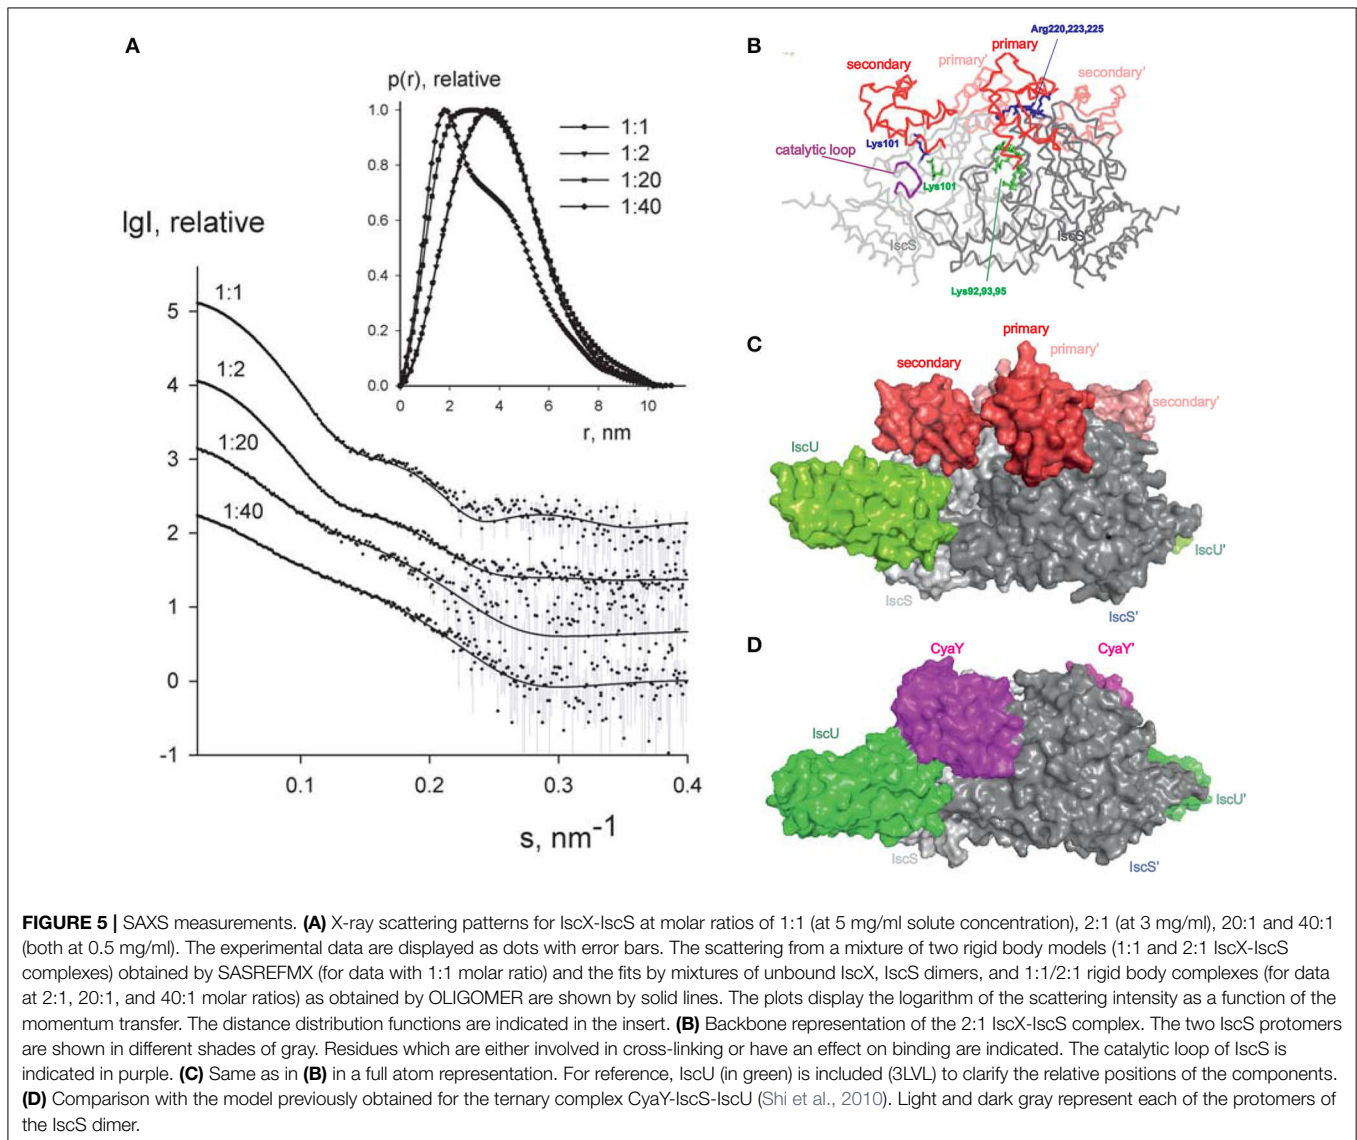 A
p(r), relative
1.0
0.8
0.6
0.4
0.2
0.0
0
2
4
6
8
10
r, nm
1:1
1:2
1:20
1:40
lgI, relative
1:1
1:2
1:20
1:40
5
4
3
2
1
0
-1
0.1
0.2
0.3
0.4
s, nm-1
B
Arg220,223,225
primary
primary'
secondary
secondary'
Lys101
catalytic loop
Lys101
IscS
IscS'
Lys92,93,95
C
primary
primary'
secondary
secondary'
IscU
IscU'
IscS
IscS'
D
CyaY
CyaY'
IscU
IscU'
IscS
IscS'
FIGURE 5 | SAXS measurements. (A) X-ray scattering patterns for IscX-IscS at molar ratios of 1:1 (at 5 mg/ml solute concentration), 2:1 (at 3 mg/ml), 20:1 and 40:1
(both at 0.5 mg/ml). The experimental data are displayed as dots with error bars. The scattering from a mixture of two rigid body models (1:1 and 2:1 IscX-IscS
complexes) obtained by SASREFMX (for data with 1:1 molar ratio) and the fits by mixtures of unbound IscX, IscS dimers, and 1:1/2:1 rigid body complexes (for data
at 2:1, 20:1, and 40:1 molar ratios) as obtained by OLIGOMER are shown by solid lines. The plots display the logarithm of the scattering intensity as a function of the
momentum transfer. The distance distribution functions are indicated in the insert. (B) Backbone representation of the 2:1 IscX-IscS complex. The two IscS protomers
are shown in different shades of gray. Residues which are either involved in cross-linking or have an effect on binding are indicated. The catalytic loop of IscS is
indicated in purple. (C) Same as in (B) in a full atom representation. For reference, IscU (in green) is included (3LVL) to clarify the relative positions of the components.
(D) Comparison with the model previously obtained for the ternary complex CyaY-IscS-IscU (Shi et al., 2010). Light and dark gray represent each of the protomers of
the IscS dimer.